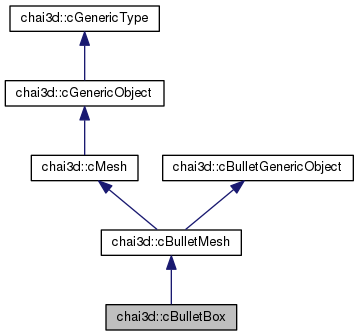 chai3d::cGenericType
chai3d::cGenericObject
chai3d::cMesh
chai3d::cBulletGenericObject
chai3d::cBulletMesh
chai3d::cBulletBox